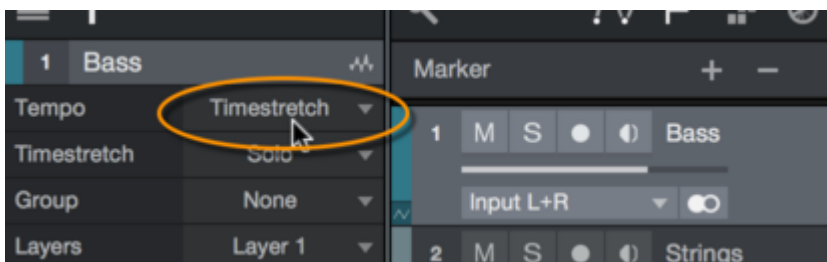 1 Bass
Tempo Timestretch
Timestretch Solo
Group None
Layers Layer 1
Marker + −
1 M S Bass
Input L+R
2 M S Strings